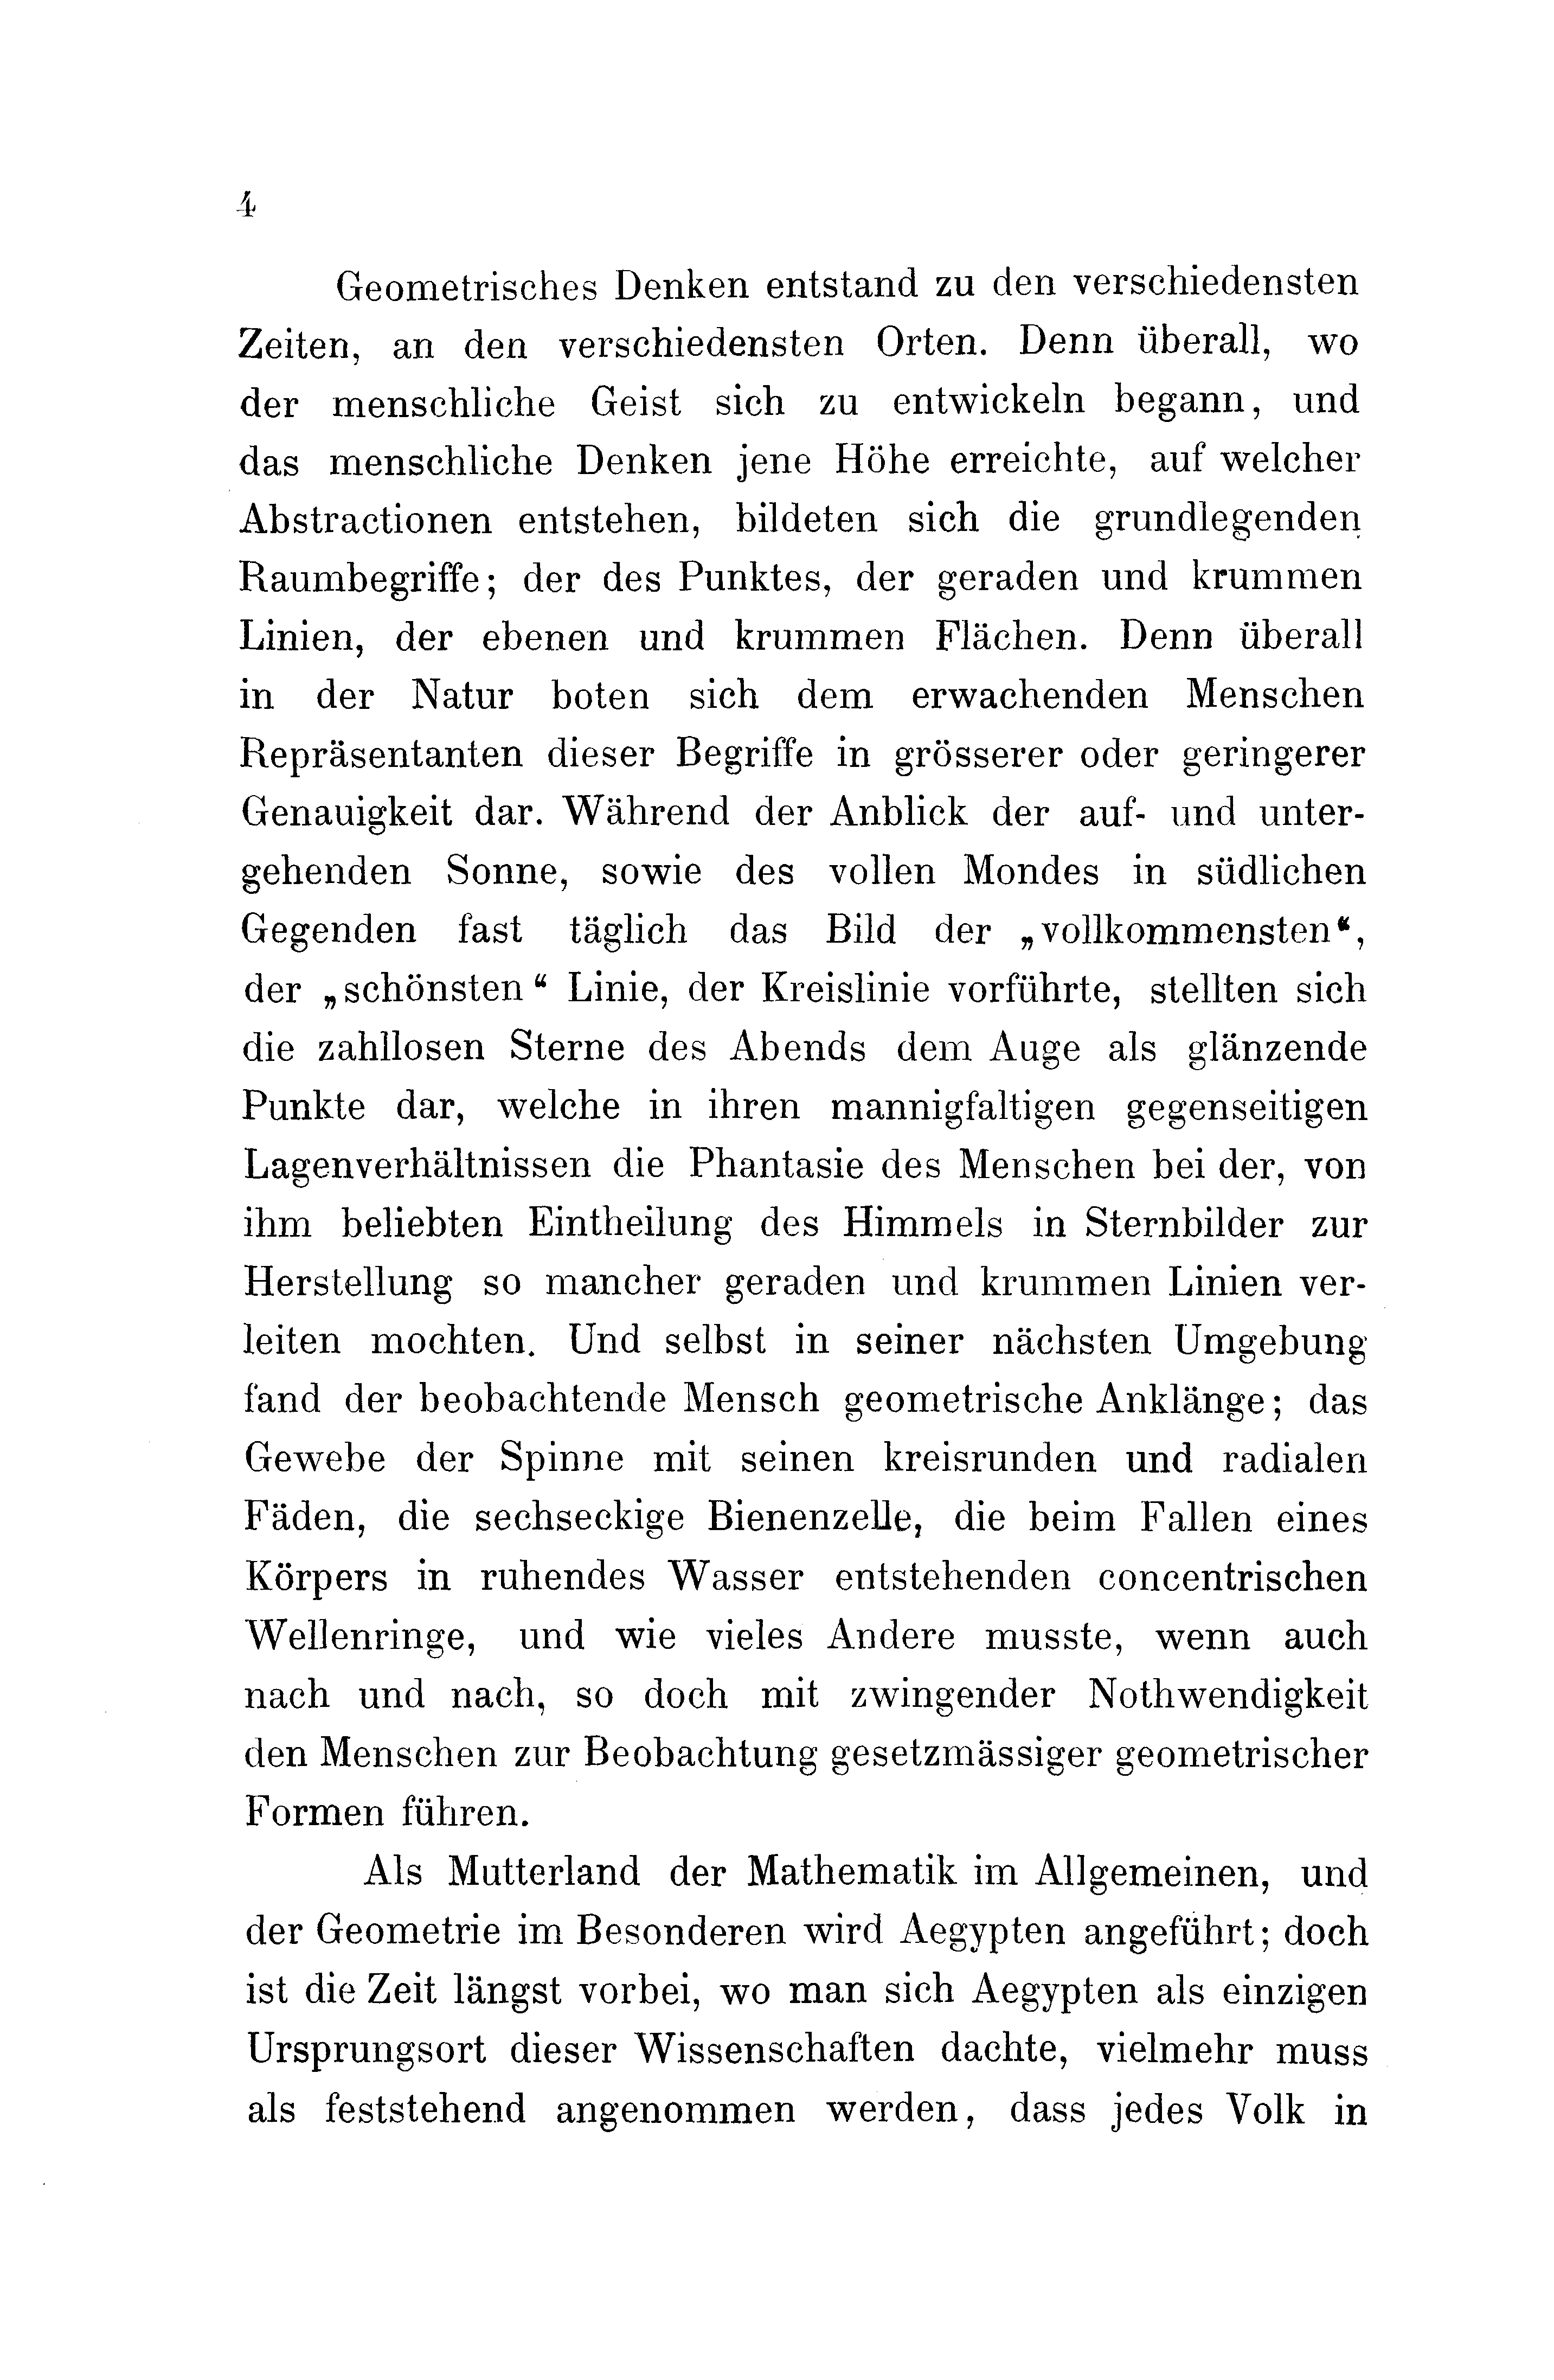 4
Geometrisches Denken entstand zu den verschiedensten
Zeiten, an den verschiedensten Orten. Denn überall, wo
der menschliche Geist sich zu entwickeln begann, und
das menschliche Denken jene Höhe erreichte, auf welcher
Abstractionen entstehen, bildeten sich die grundlegenden
Raumbegriffe; der des Punktes, der geraden und krummen
Linien, der ebenen und krummen Flächen. Denn überall
in der Natur boten sich dem erwachenden Menschen
Repräsentanten dieser Begriffe in grösserer oder geringerer
Genauigkeit dar. Während der Anblick der auf- und unter-
gehenden Sonne, sowie des vollen Mondes in südlichen
Gegenden fast täglich das Bild der „vollkommensten“,
der „schönsten“ Linie, der Kreislinie vorführte, stellten sich
die zahllosen Sterne des Abends dem Auge als glänzende
Punkte dar, welche in ihren mannigfaltigen gegenseitigen
Lagenverhältnissen die Phantasie des Menschen bei der, von
ihm beliebten Eintheilung des Himmels in Sternbilder zur
Herstellung so mancher geraden und krummen Linien ver-
leiten mochten. Und selbst in seiner nächsten Umgebung
fand der beobachtende Mensch geometrische Anklänge; das
Gewebe der Spinne mit seinen kreisrunden und radialen
Fäden, die sechseckige Bienenzelle, die beim Fallen eines
Körpers in ruhendes Wasser entstehenden concentrischen
Wellenringe, und wie vieles Andere musste, wenn auch
nach und nach, so doch mit zwingender Nothwendigkeit
den Menschen zur Beobachtung gesetzmässiger geometrischer
Formen führen.
Als Mutterland der Mathematik im Allgemeinen, und
der Geometrie im Besonderen wird Aegypten angeführt; doch
ist die Zeit längst vorbei, wo man sich Aegypten als einzigen
Ursprungsort dieser Wissenschaften dachte, vielmehr muss
als feststehend angenommen werden, dass jedes Volk in